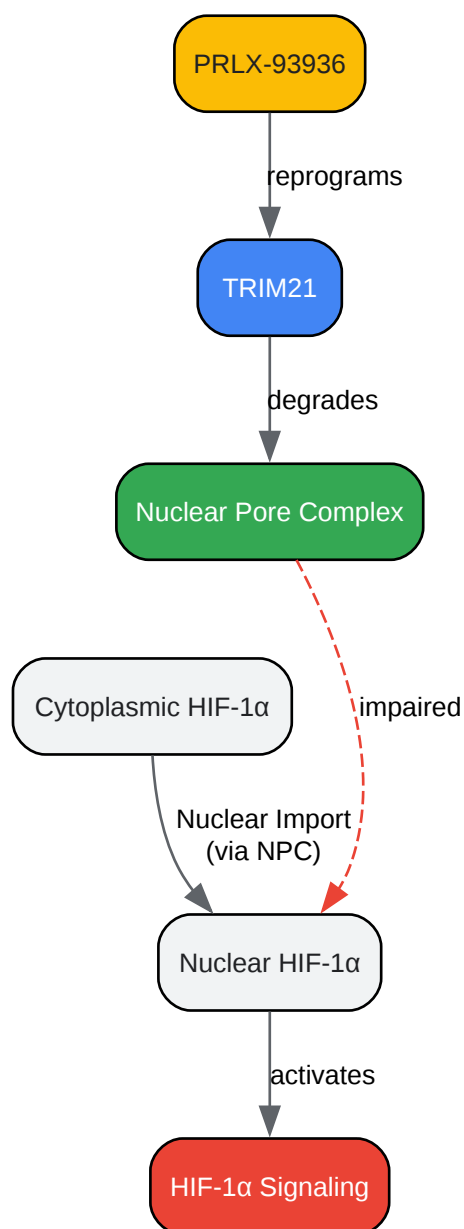 PRLX-93936
reprograms
TRIM21
degrades
Nuclear Pore Complex
Cytoplasmic HIF-1α
impaired
Nuclear Import
(via NPC)
Nuclear HIF-1α
activates
HIF-1α Signaling